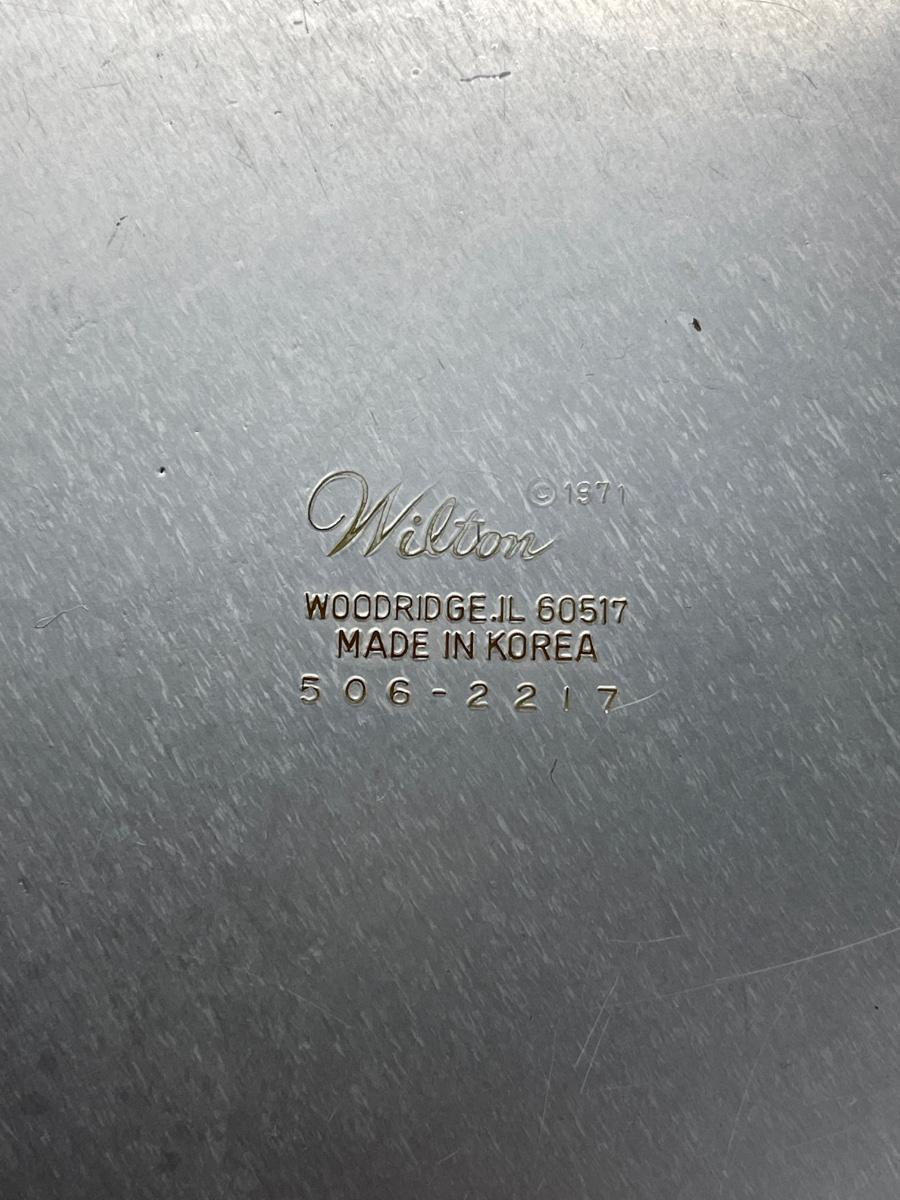 Wilton ©1971
WOODRIDGE.IL 60517
MADE IN KOREA
506-2217